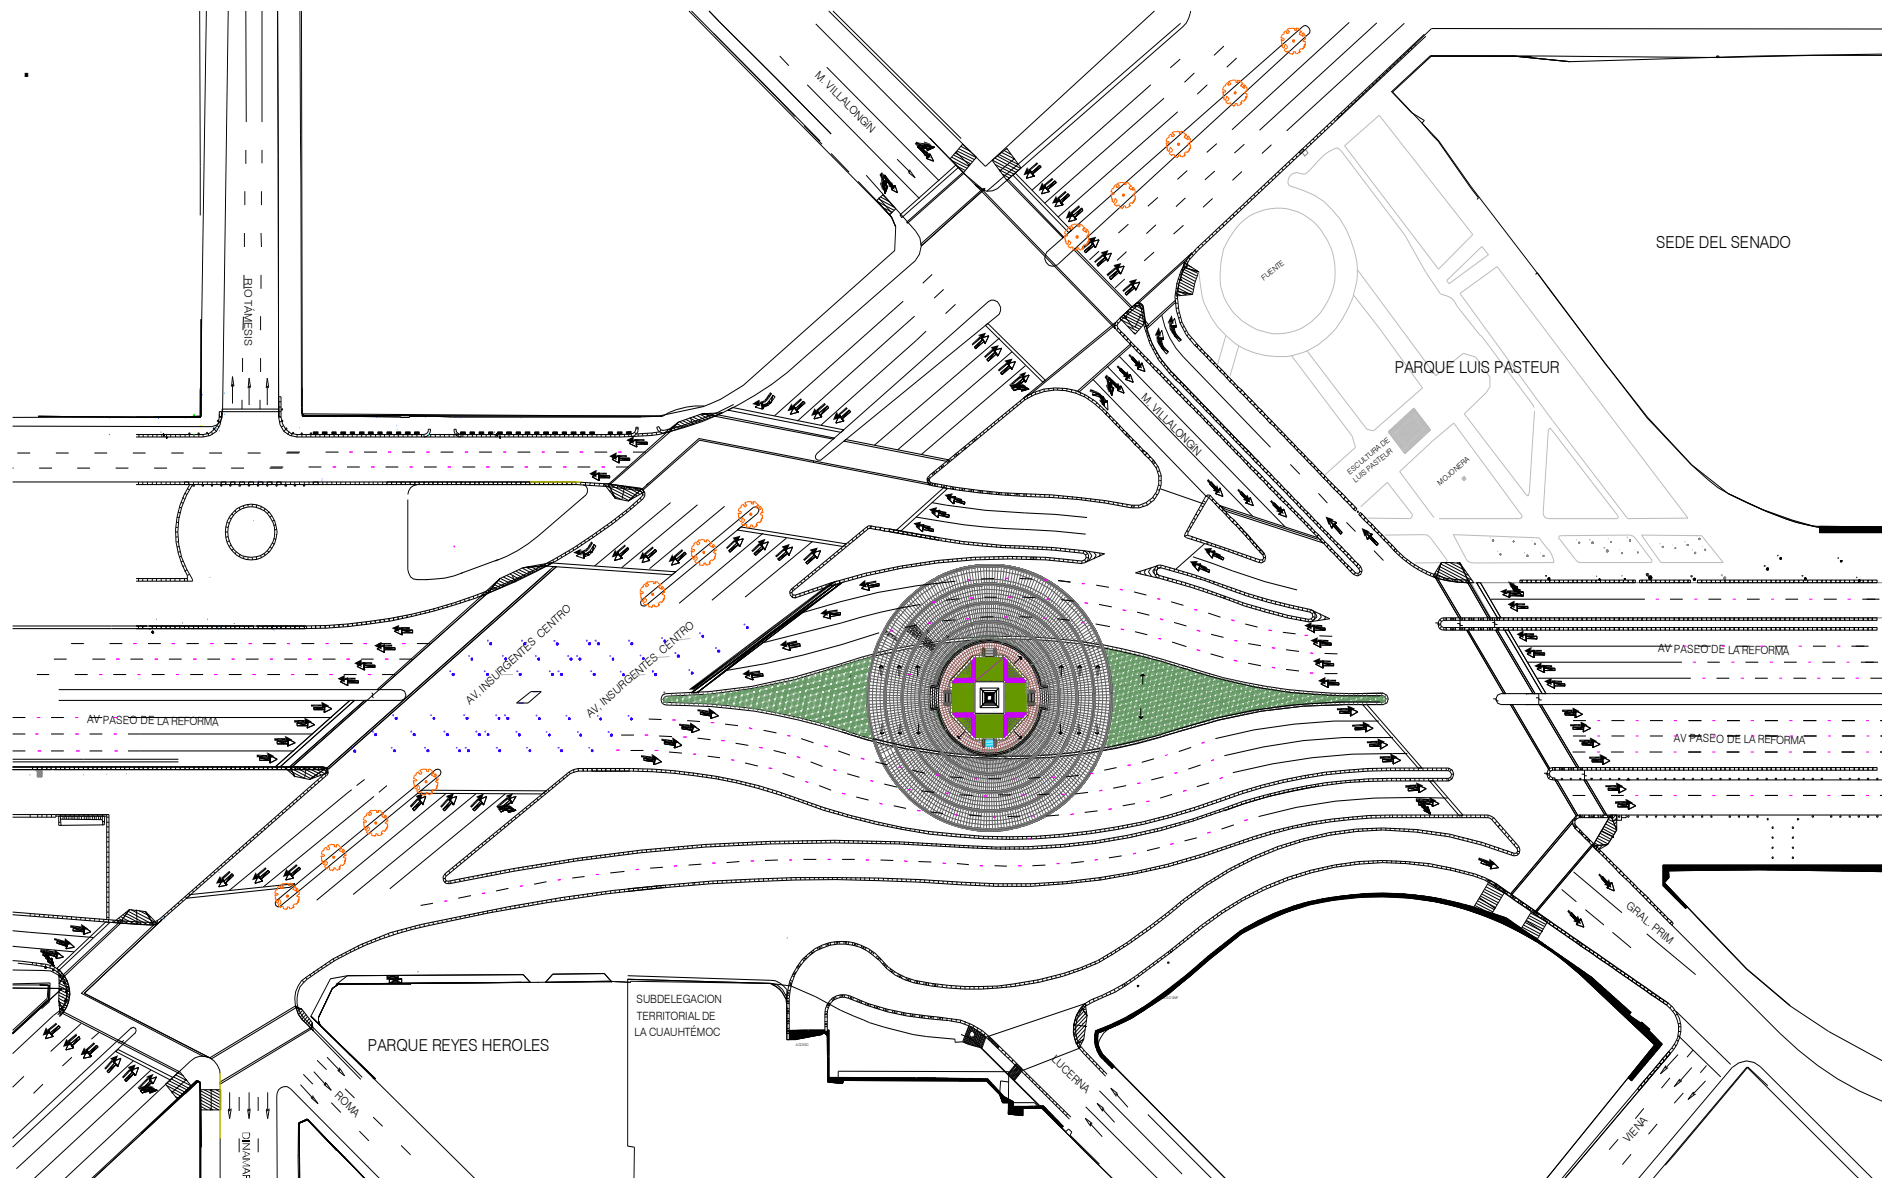 M. VILLALONGIN
SEDE DEL SENADO
FUENTE
RIO TÁMESIS
PARQUE LUIS PASTEUR
M. VILLALONGIN
ESCULTURA DE
LUIS PASTEUR
MOJONERA
AV. INSURGENTES CENTRO
AV. INSURGENTES CENTRO
AV PASEO DE LA REFORMA
AV PASEO DE LA REFORMA
AV PASEO DE LA REFORMA
GRAL. PRIM
SUBDELEGACION
TERRITORIAL DE
LA CUAUHTÉMOC
PARQUE REYES HEROLES
LUCERNA
ROMA
VIENA
DINAMAR